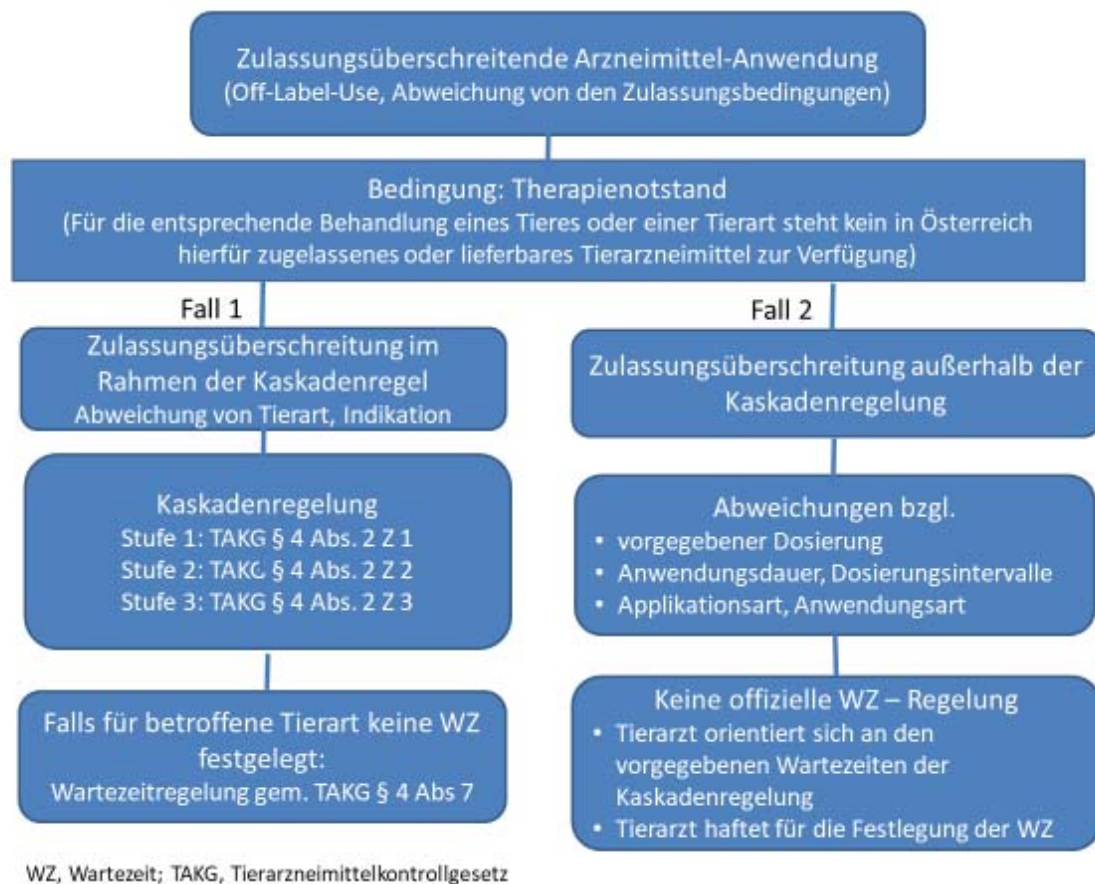 Zulassungsüberschreitende Arzneimittel-Anwendung
(Off-Label-Use, Abweichung von den Zulassungsbedingungen)
Bedingung: Therapienotstand
(Für die entsprechende Behandlung eines Tieres oder einer Tierart steht kein in Österreich
hierfür zugelassenes oder lieferbares Tierarzneimittel zur Verfügung)
Fall 1
Zulassungsüberschreitung im
Rahmen der Kaskadenregel
Abweichung von Tierart, Indikation
Kaskadenregelung
Stufe 1: TAKG § 4 Abs. 2 Z 1
Stufe 2: TAKG § 4 Abs. 2 Z 2
Stufe 3: TAKG § 4 Abs. 2 Z 3
Falls für betroffene Tierart keine WZ
festgelegt:
Wartezeitregelung gem. TAKG § 4 Abs 7
Fall 2
Zulassungsüberschreitung außerhalb der
Kaskadenregelung
Abweichungen bzgl.
• vorgegebener Dosierung
• Anwendungsdauer, Dosierungsintervalle
• Applikationsart, Anwendungsart
Keine offizielle WZ – Regelung
• Tierarzt orientiert sich an den
vorgegebenen Wartezeiten der
Kaskadenregelung
• Tierarzt haftet für die Festlegung der WZ
WZ, Wartezeit; TAKG, Tierarzneimittelkontrollgesetz